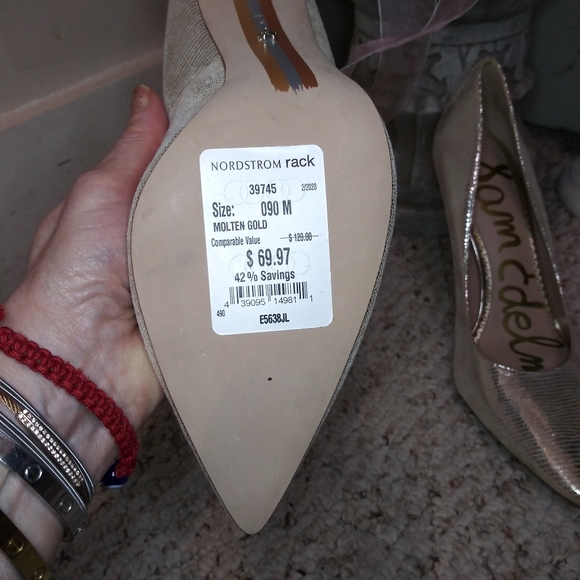 NORDSTROM rack
39745 2/2020
Size: 090 M
MOLTEN GOLD
Comparable Value $ 120.00
$ 69.97
42% Savings
4 39095 14981 1
490
E5638JL
Sam Edelm